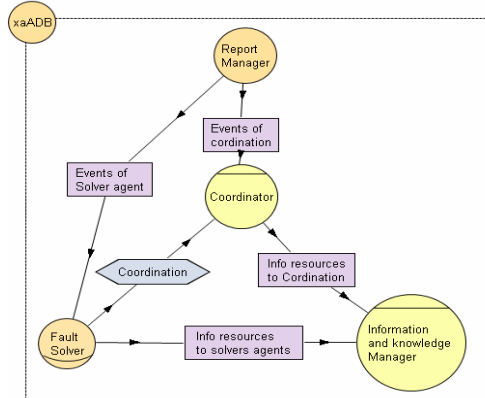 xaADB
Report
Manager
Events of
cordination
Events of
Solver agent
Coordinator
Coordination
Info resources
to Cordination
Fault
Solver
Info resources
to solvers agents
Information
and knowledge
Manager